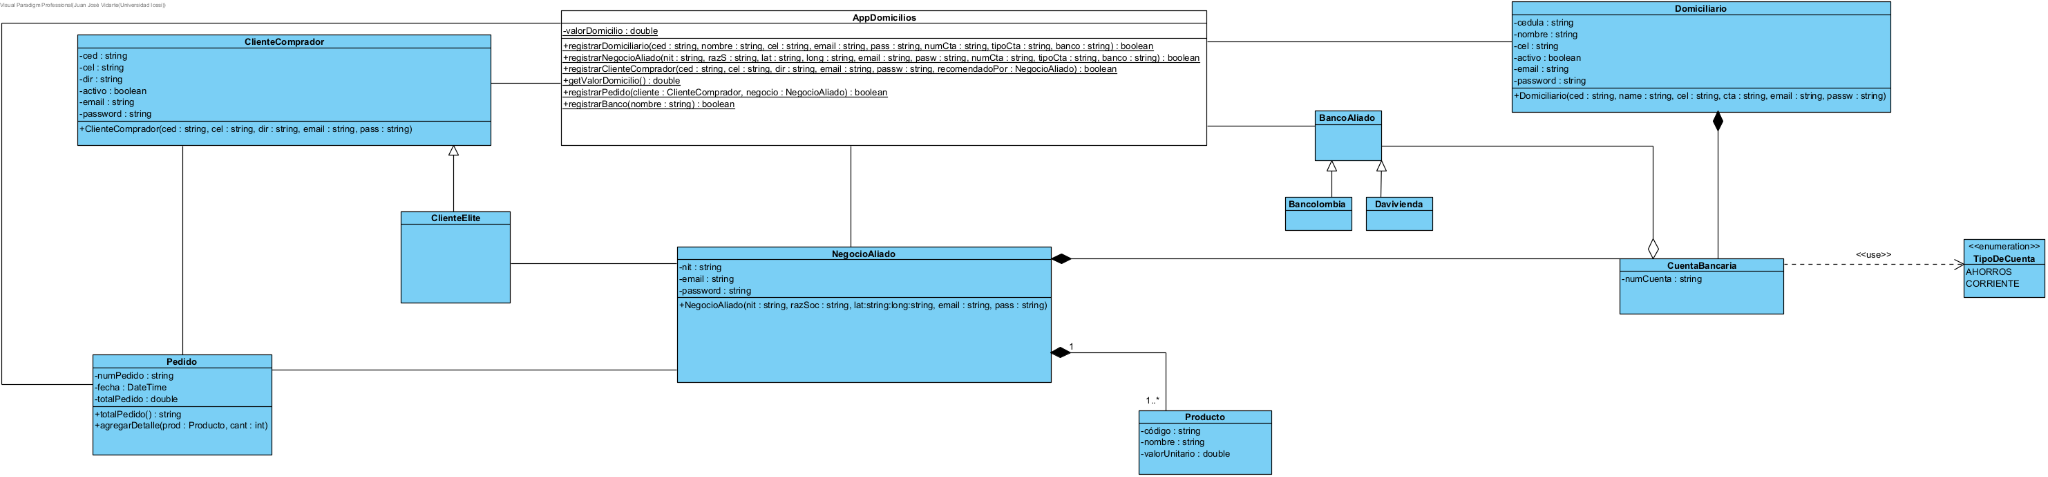 Visual Paradigm Professional(Juan José Vidarte(Universidad Icesi))
AppDomicilios
-valorDomicilio : double
+registrarDomiciliario(ced : string, nombre : string, cel : string, email : string, pass : string, numCta : string, tipoCta : string, banco : string) : boolean
+registrarNegocioAliado(nit : string, razS : string, lat : string, long : string, email : string, pasw : string, numCta : string, tipoCta : string, banco : string) : boolean
+registrarClienteComprador(ced : string, cel : string, dir : string, email : string, passw : string, recomendadoPor : NegocioAliado) : boolean
+getValorDomicilio() : double
+registrarPedido(cliente : ClienteComprador, negocio : NegocioAliado) : boolean
+registrarBanco(nombre : string) : boolean
Domiciliario
-cedula : string
-nombre : string
-cel : string
-activo : boolean
-email : string
-password : string
+Domiciliario(ced : string, name : string, cel : string, cta : string, email : string, passw : string)
ClienteComprador
-ced : string
-cel : string
-dir : string
-activo : boolean
-email : string
-password : string
+ClienteComprador(ced : string, cel : string, dir : string, email : string, pass : string)
BancoAliado
Bancolombia
Davivienda
ClienteElite
NegocioAliado
-nit : string
-email : string
-password : string
+NegocioAliado(nit : string, razSoc : string, lat:string:long:string, email : string, pass : string)
CuentaBancaria
-numCuenta : string
<<use>>
<<enumeration>>
TipoDeCuenta
AHORROS
CORRIENTE
Pedido
-numPedido : string
-fecha : DateTime
-totalPedido : double
+totalPedido() : string
+agregarDetalle(prod : Producto, cant : int)
1
1..*
Producto
-código : string
-nombre : string
-valorUnitario : double